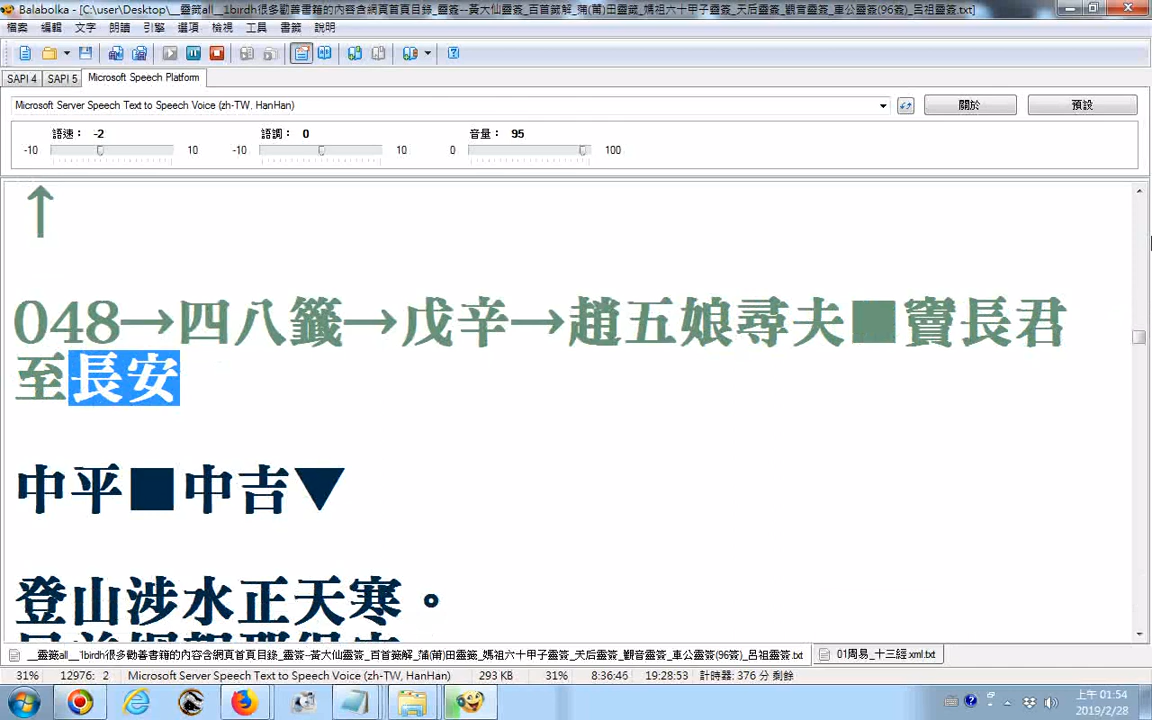 Balabolka - [C:\user\Desktop\__靈籤all__1birdh很多勸善書籍的內容含網頁首頁目錄_靈簽--黃大仙靈簽_百首籤解_蒲(莆)田靈籤_媽祖六十甲子靈簽_天后靈簽_觀音靈簽_車公靈簽(96簽)_呂祖靈簽.txt]
檔案 編輯 文字 朗讀 引擎 選項 檢視 工具 書籤 說明
SAPI 4 SAPI 5 Microsoft Speech Platform
Microsoft Server Speech Text to Speech Voice (zh-TW, HanHan) 關於 預設
語速： -2 語調： 0 音量： 95
-10 10 -10 10 0 100
↑
048→四八籤→戊辛→趙五娘尋夫■竇長君
至長安
中平■中吉▼
登山涉水正天寒。
__靈籤all__1birdh很多勸善書籍的內容含網頁首頁目錄_靈簽--黃大仙靈簽_百首籤解_蒲(莆)田靈籤_媽祖六十甲子靈簽_天后靈簽_觀音靈簽_車公靈簽(96簽)_呂祖靈簽.txt 01周易_十三經.xml.txt
31% 12976: 2 Microsoft Server Speech Text to Speech Voice (zh-TW, HanHan) 293 KB 31% 8:36:46 19:28:53 計時器: 376 分 剩餘
上午 01:54
2019/2/28